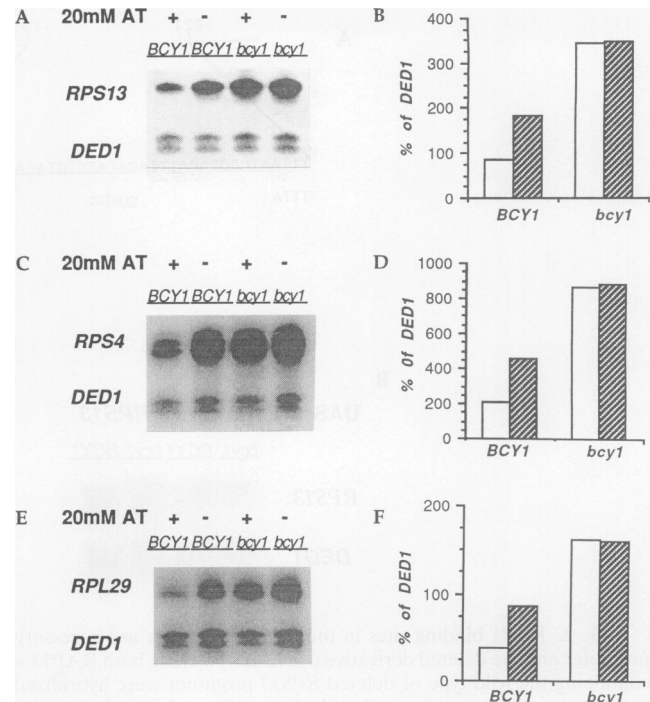 A
20mM AT + - + -
BCY1 BCY1 bcy1 bcy1
RPS13
DED1
B
% of DED1
400
300
200
100
0
BCY1 bcy1
C
20mM AT + - + -
BCY1 BCY1 bcy1 bcy1
RPS4
DED1
D
% of DED1
1000
800
600
400
200
0
BCY1 bcy1
E
20mM AT + - + -
BCY1 BCY1 bcy1 bcy1
RPL29
DED1
F
% of DED1
200
100
0
BCY1 bcy1